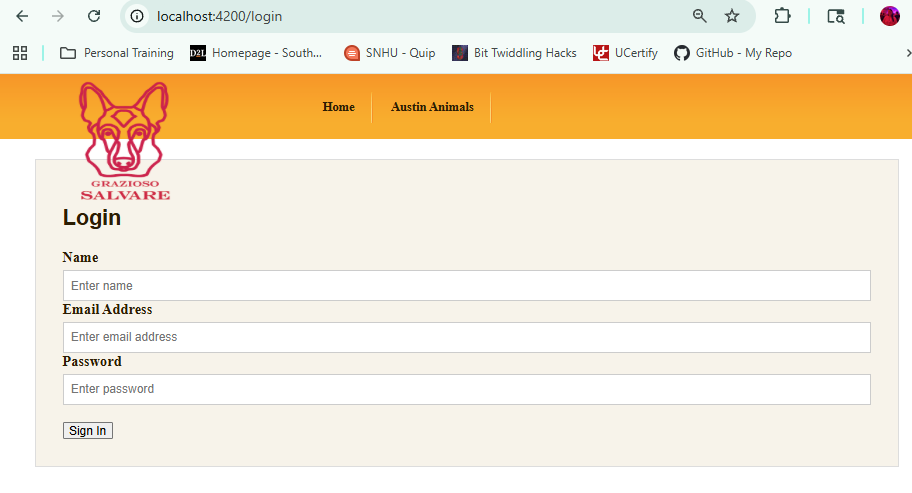 localhost:4200/login
Personal Training D2L Homepage - South... SNHU - Quip Bit Twiddling Hacks UC UCertify GitHub - My Repo
Home Austin Animals
GRAZIOSO
SALVARE
Login
Name
Enter name
Email Address
Enter email address
Password
Enter password
Sign In